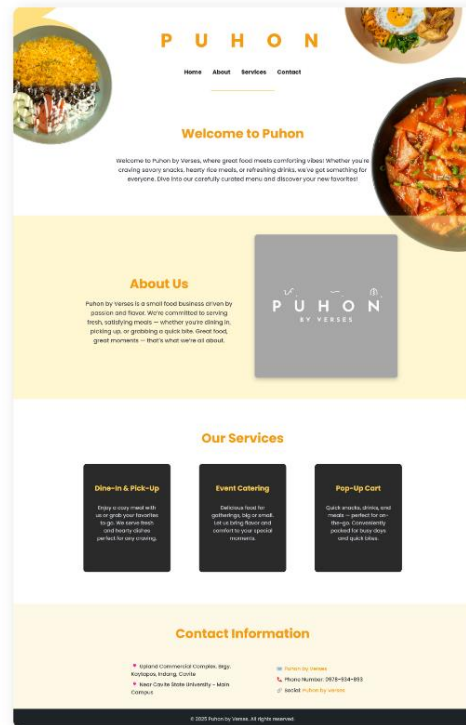 P U H O N
Home About Services Contact
Welcome to Puhon
Welcome to Puhon by Verses, where great food meets comforting vibes! Whether you're
craving savory snacks, hearty rice meals, or refreshing drinks, we've got something for
everyone. Dive into our carefully curated menu and discover your new favorites!
About Us
Puhon by Verses is a small food business driven by
passion and flavor. We're committed to serving
fresh, satisfying meals — whether you're dining in,
picking up, or grabbing a quick bite. Great food,
great moments — that's what we're all about.
P U H O N
BY VERSES
Our Services
Dine-In & Pick-Up
Enjoy a cozy meal with
us or grab your favorites
to go. We serve fresh
and hearty dishes
perfect for any craving.
Event Catering
Delicious food for
gatherings, big or small.
Let us bring flavor and
comfort to your special
moments.
Pop-Up Cart
Quick snacks, drinks, and
meals — perfect for on-
the-go. Conveniently
packed for busy days
and quick bites.
Contact Information
Upland Commercial Complex, Brgy.
Kaytapos, Indang, Cavite
Near Cavite State University - Main
Campus
Puhon by Verses
Phone Number: 0976-934-893
Social: Puhon by Verses
© 2025 Puhon by Verses. All rights reserved.